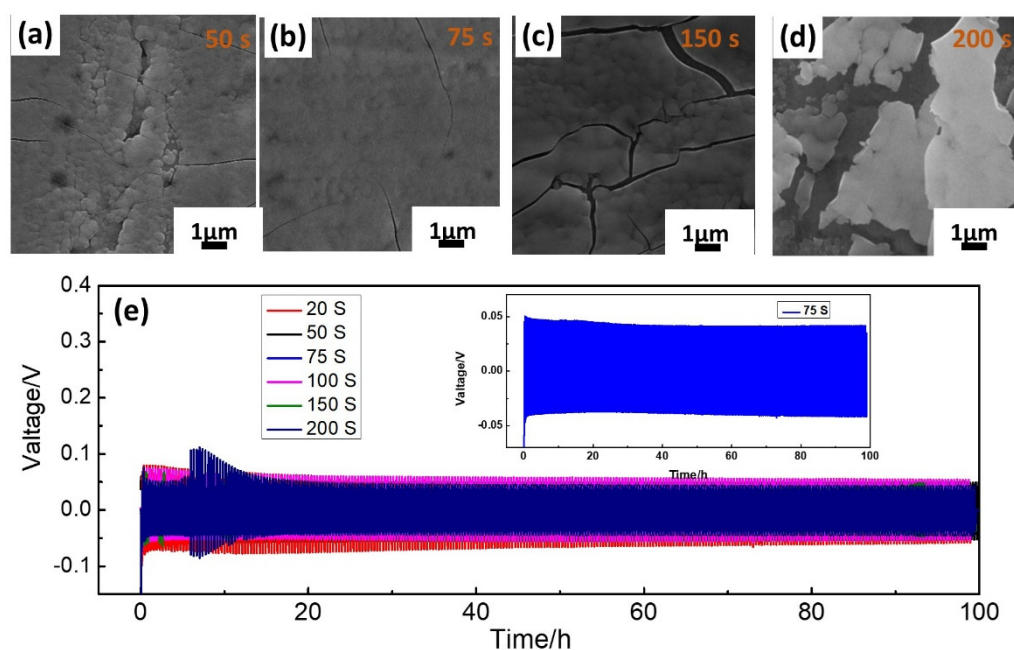 (a)
50 s
1μm
(b)
75 s
1μm
(c)
150 s
1μm
(d)
200 s
1μm
(e)
Valtage/V
0.4
0.3
0.2
0.1
0.0
-0.1
20 S
50 S
75 S
100 S
150 S
200 S
Valtage/V
0.05
0.00
-0.05
75 S
0 20 40 60 80 100
Time/h
0 20 40 60 80 100
Time/h